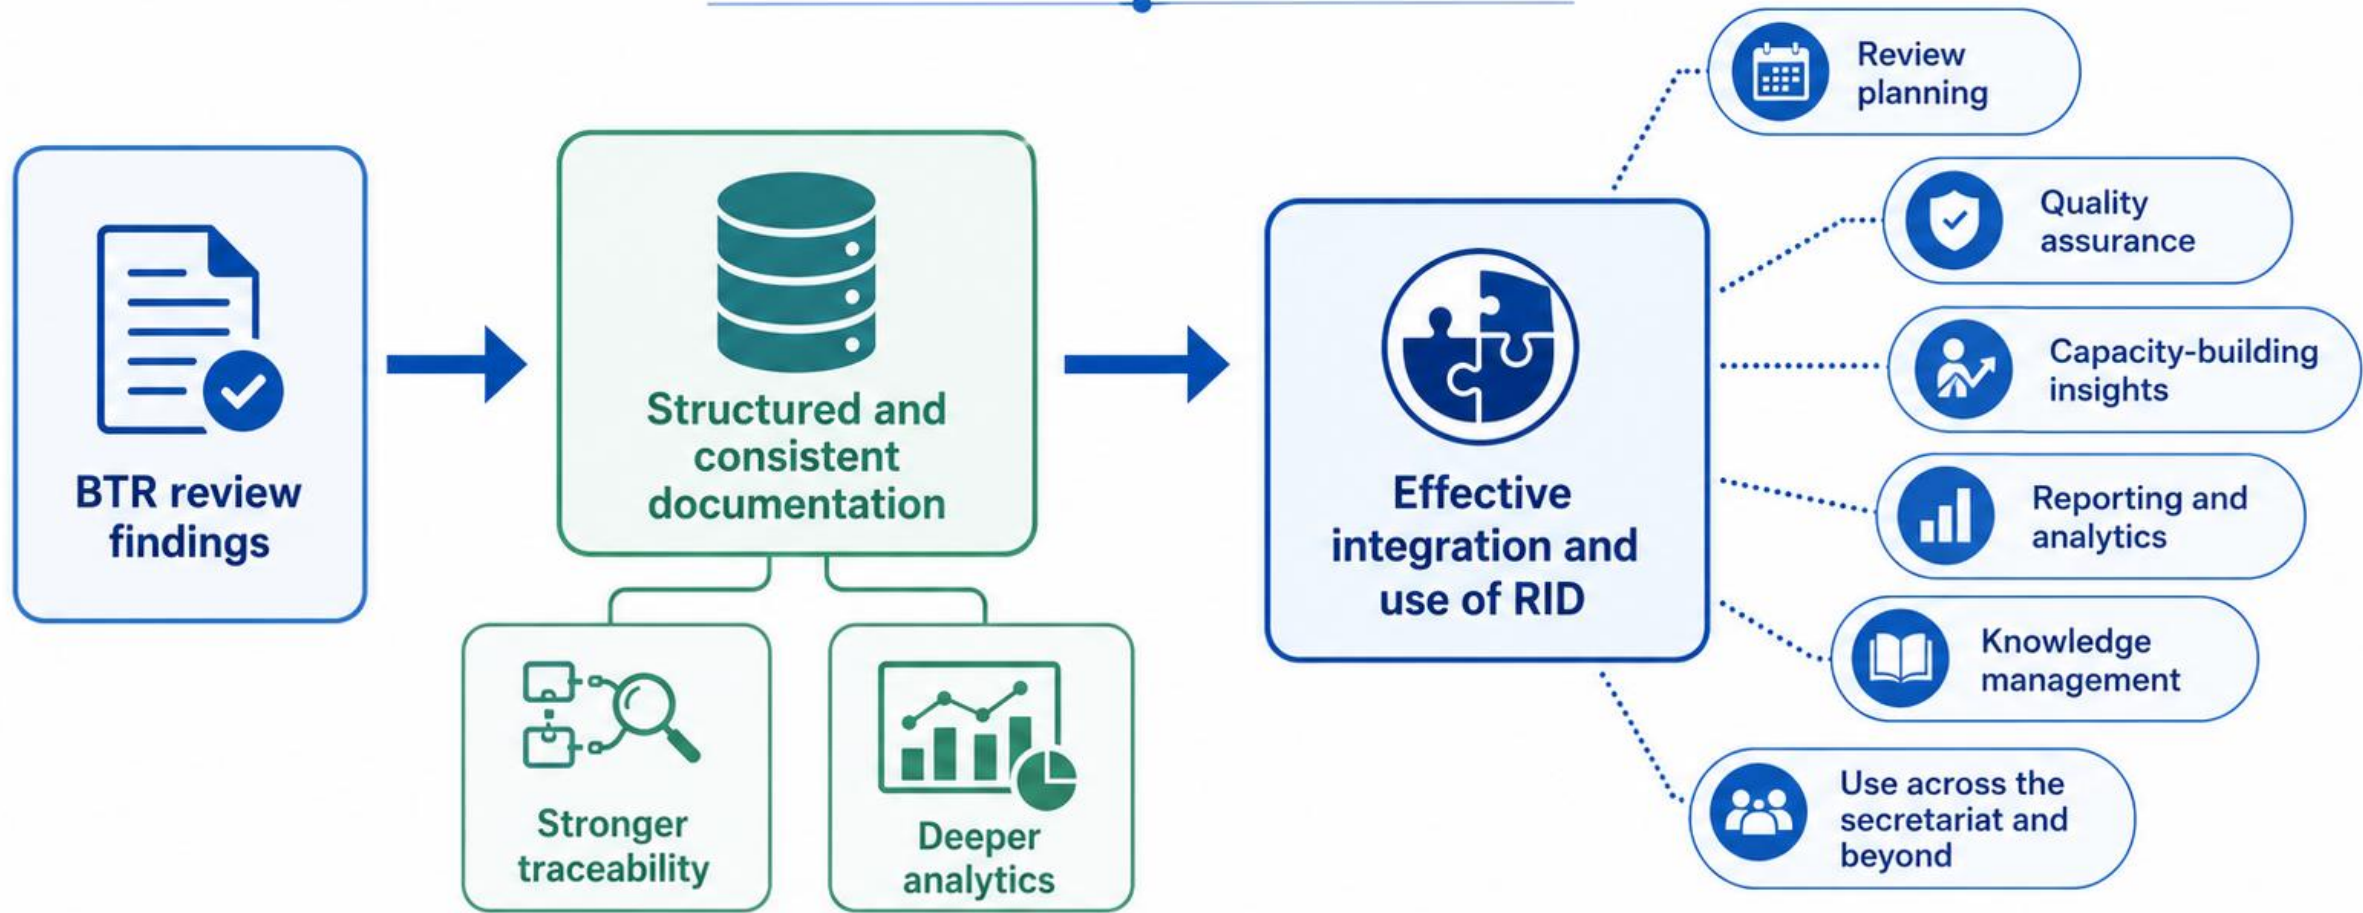 BTR review
findings
Structured and
consistent
documentation
Stronger
traceability
Deeper
analytics
Effective
integration and
use of RID
Review
planning
Quality
assurance
Capacity-building
insights
Reporting and
analytics
Knowledge
management
Use across the
secretariat and
beyond